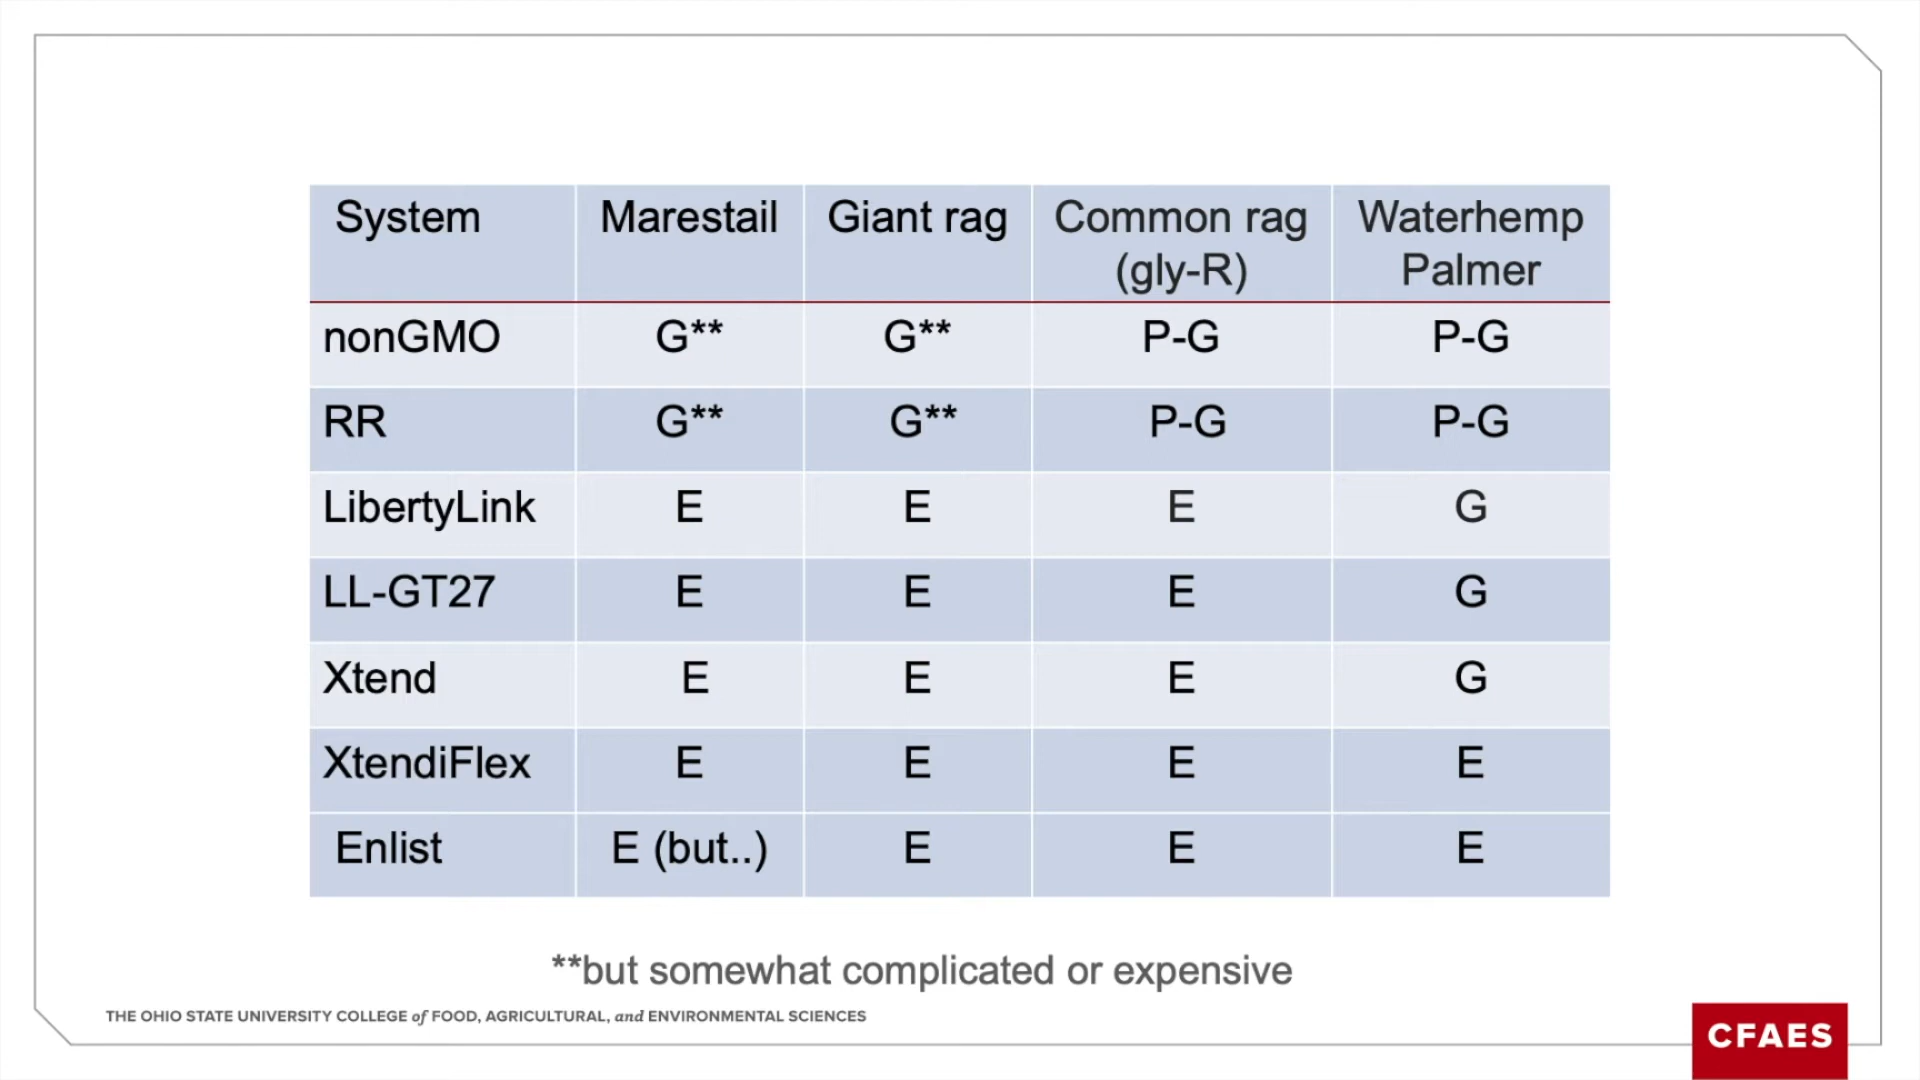 System Marestail Giant rag Common rag (gly-R) Waterhemp Palmer
nonGMO G** G** P-G P-G
RR G** G** P-G P-G
LibertyLink E E E G
LL-GT27 E E E G
Xtend E E E G
XtendiFlex E E E E
Enlist E (but..) E E E
**but somewhat complicated or expensive
THE OHIO STATE UNIVERSITY COLLEGE of FOOD, AGRICULTURAL, and ENVIRONMENTAL SCIENCES
CFAES